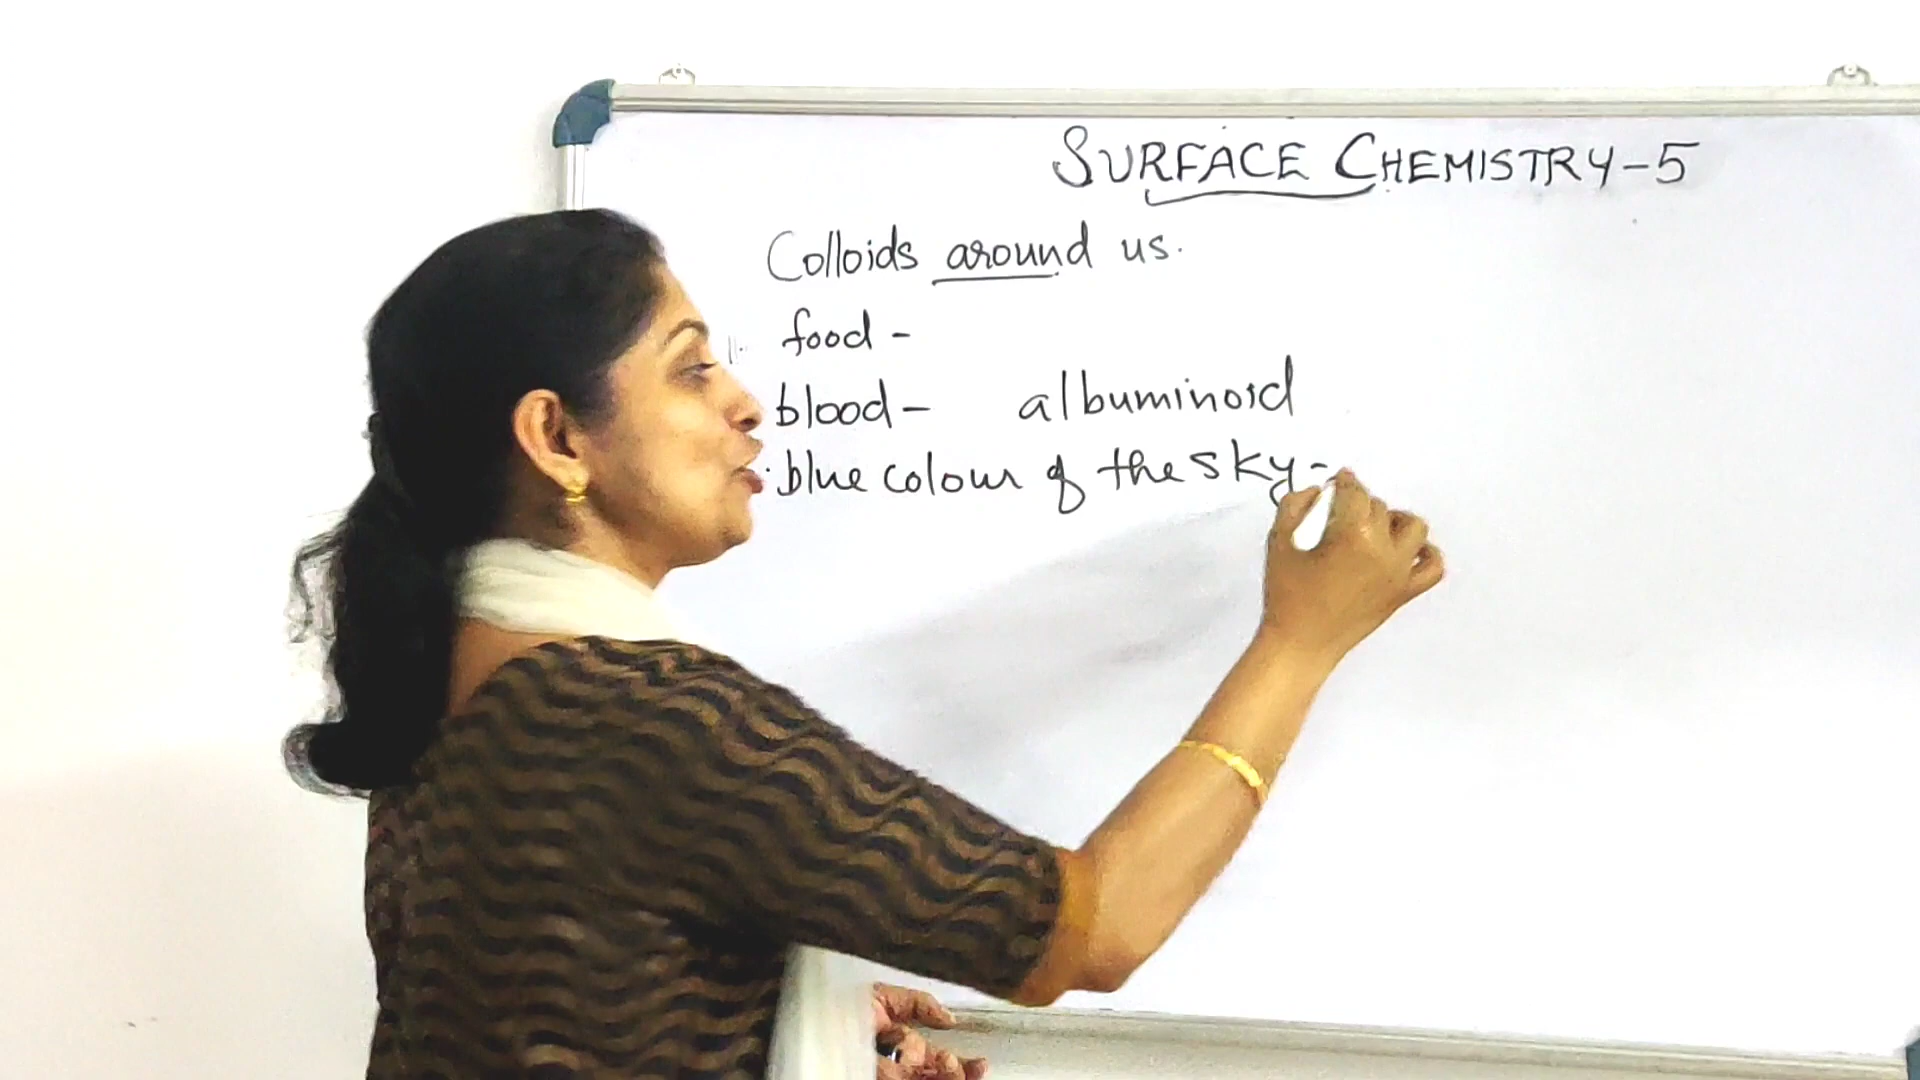 SURFACE CHEMISTRY-5
Colloids around us.
food -
blood - albuminoid
blue colour of the sky -